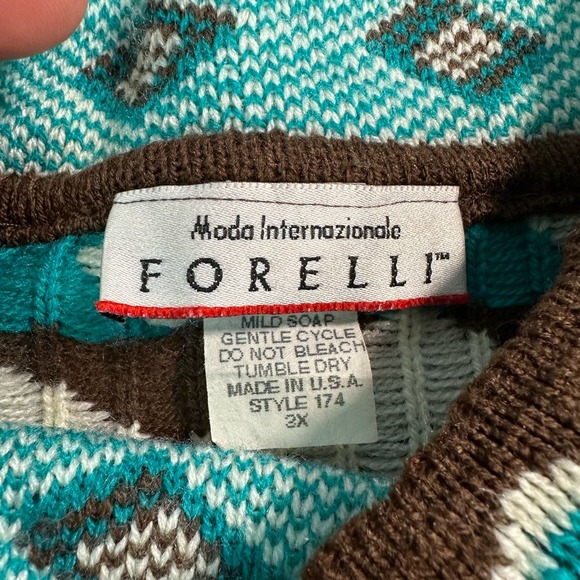 Moda Internazionale
FORELLI™
MILD SOAP
GENTLE CYCLE
DO NOT BLEACH
TUMBLE DRY
MADE IN U.S.A.
STYLE 174
3X